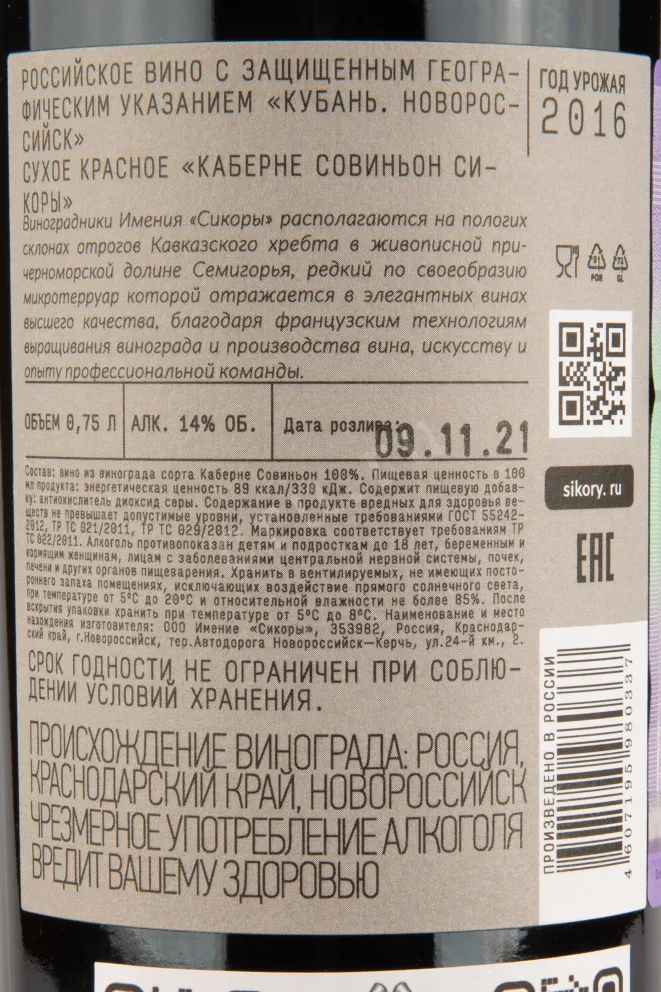 РОССИЙСКОЕ ВИНО С ЗАЩИЩЕННЫМ ГЕОГРА-
ФИЧЕСКИМ УКАЗАНИЕМ «КУБАНЬ. НОВОРОС-
СИЙСК»
СУХОЕ КРАСНОЕ «КАБЕРНЕ СОВИНЬОН СИ-
КОРЫ»
ГОД УРОЖАЯ
2016
Виноградники Имения «Сикоры» располагаются на пологих
склонах отрогов Кавказского хребта в живописной при-
черноморской долине Семигорья, редкий по своеобразию
микротерруар которой отражается в элегантных винах
высшего качества, благодаря французским технологиям
выращивания винограда и производства вина, искусству и
опыту профессиональной команды.
91
FOR
72
GL
ОБЪЕМ 0,75 Л
АЛК. 14% ОБ.
Дата розлива:
09.11.21
Состав: вино из винограда сорта Каберне Совиньон 100%. Пищевая ценность в 100
мл продукта: энергетическая ценность 89 ккал/330 кДж. Содержит пищевую добав-
ку: антиокислитель диоксид серы. Содержание в продукте вредных для здоровья ве-
ществ не превышает допустимые уровни, установленные требованиями ГОСТ 55242-
2012, ТР ТС 021/2011, ТР ТС 029/2012. Маркировка соответствует требованиям ТР
ТС 022/2011. Алкоголь противопоказан детям и подросткам до 18 лет, беременным и
кормящим женщинам, лицам с заболеваниями центральной нервной системы, почек,
печени и других органов пищеварения. Хранить в вентилируемых, не имеющих посто-
роннего запаха помещениях, исключающих воздействие прямого солнечного света,
при температуре от 5°С до 20°С и относительной влажности не более 85%. После
вскрытия упаковки хранить при температуре от 5°С до 8°С. Наименование и место
нахождения изготовителя: ООО Имение «Сикоры», 353982, Россия, Краснодар-
ский край, г.Новороссийск, тер.Автодорога Новороссийск—Керчь, ул.24-й км., 2.
СРОК ГОДНОСТИ НЕ ОГРАНИЧЕН ПРИ СОБЛЮ-
ДЕНИИ УСЛОВИЙ ХРАНЕНИЯ.
ПРОИСХОЖДЕНИЕ ВИНОГРАДА: РОССИЯ,
КРАСНОДАРСКИЙ КРАЙ, НОВОРОССИЙСК
ЧРЕЗМЕРНОЕ УПОТРЕБЛЕНИЕ АЛКОГОЛЯ
ВРЕДИТ ВАШЕМУ ЗДОРОВЬЮ
sikory.ru
ЕАС
ПРОИЗВЕДЕНО В РОССИИ
4 607195 980337